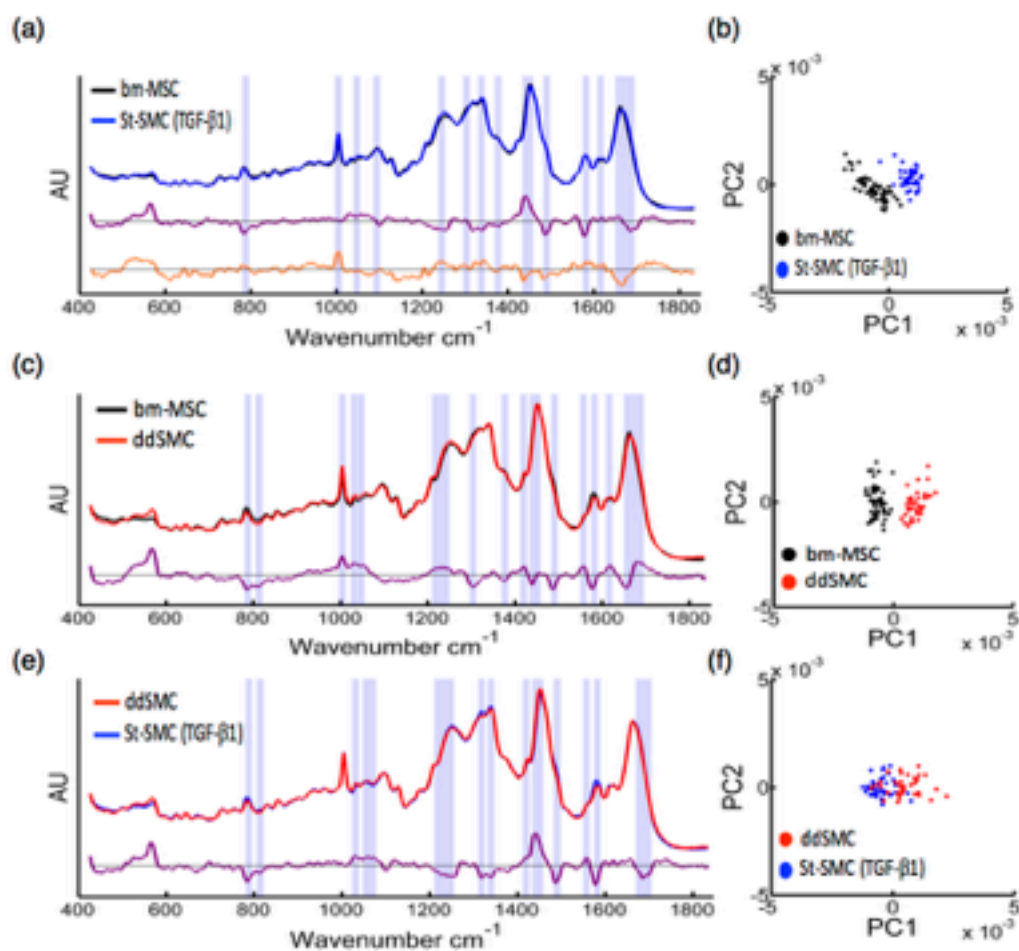 (a)
bm-MSC
St-SMC (TGF-β1)
AU
400 600 800 1000 1200 1400 1600 1800
Wavenumber cm⁻¹
(b)
5 x 10⁻³
PC2
0
bm-MSC
St-SMC (TGF-β1)
-5
-5 0 5
PC1 x 10⁻³
(c)
bm-MSC
ddSMC
AU
400 600 800 1000 1200 1400 1600 1800
Wavenumber cm⁻¹
(d)
5 x 10⁻³
PC2
0
bm-MSC
ddSMC
-5
-5 0 5
PC1 x 10⁻³
(e)
ddSMC
St-SMC (TGF-β1)
AU
400 600 800 1000 1200 1400 1600 1800
Wavenumber cm⁻¹
(f)
5 x 10⁻³
PC2
0
ddSMC
St-SMC (TGF-β1)
-5
-5 0 5
PC1 x 10⁻³